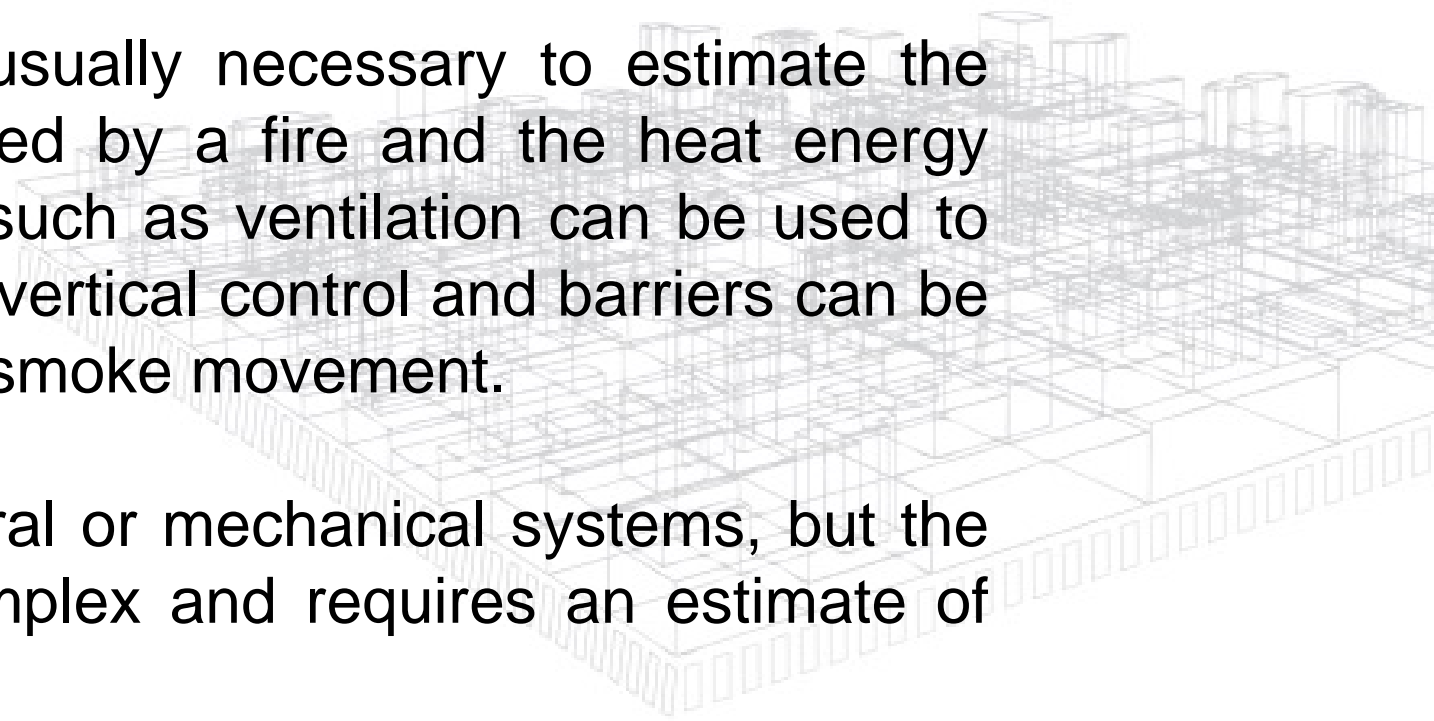 usually necessary to estimate the
ed by a fire and the heat energy
such as ventilation can be used to
vertical control and barriers can be
smoke movement.
ral or mechanical systems, but the
mplex and requires an estimate of